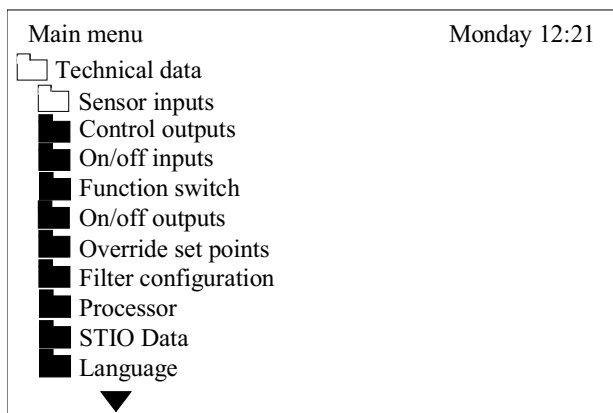 Main menu Monday 12:21
Technical data
Sensor inputs
Control outputs
On/off inputs
Function switch
On/off outputs
Override set points
Filter configuration
Processor
STIO Data
Language